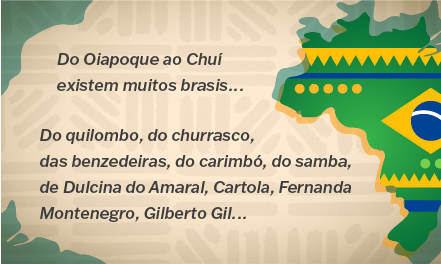 Do Oiapoque ao Chuí
existem muitos brasis...
Do quilombo, do churrasco,
das benzedeiras, do carimbó, do samba,
de Dulcina do Amaral, Cartola, Fernanda
Montenegro, Gilberto Gil...